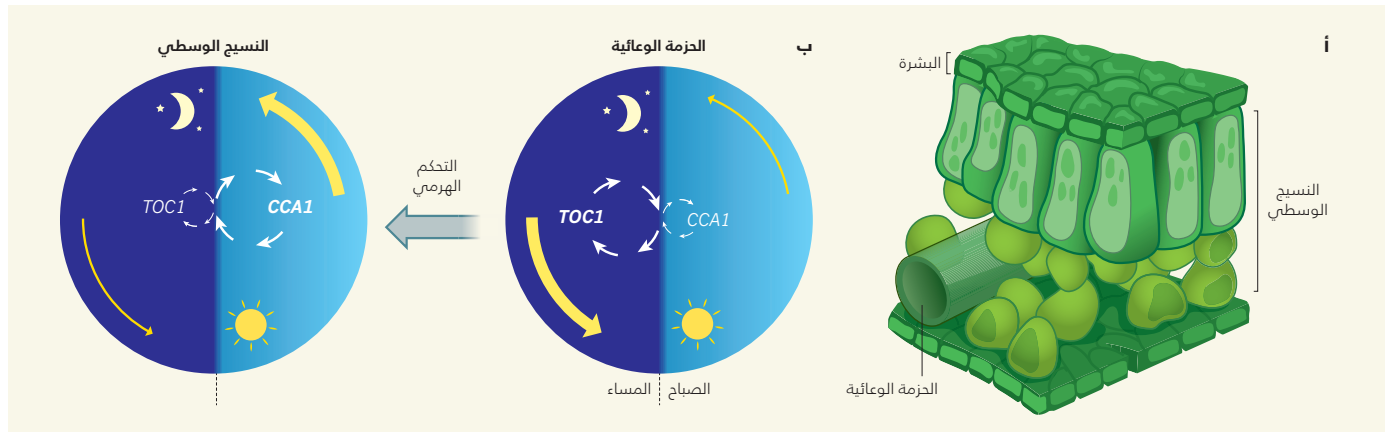 أ
البشرة
النسيج
الوسطي
الحزمة الوعائية
ب
الحزمة الوعائية
TOC1
CCA1
الصباح
المساء
التحكم
الهرمي
النسيج الوسطي
TOC1
CCA1